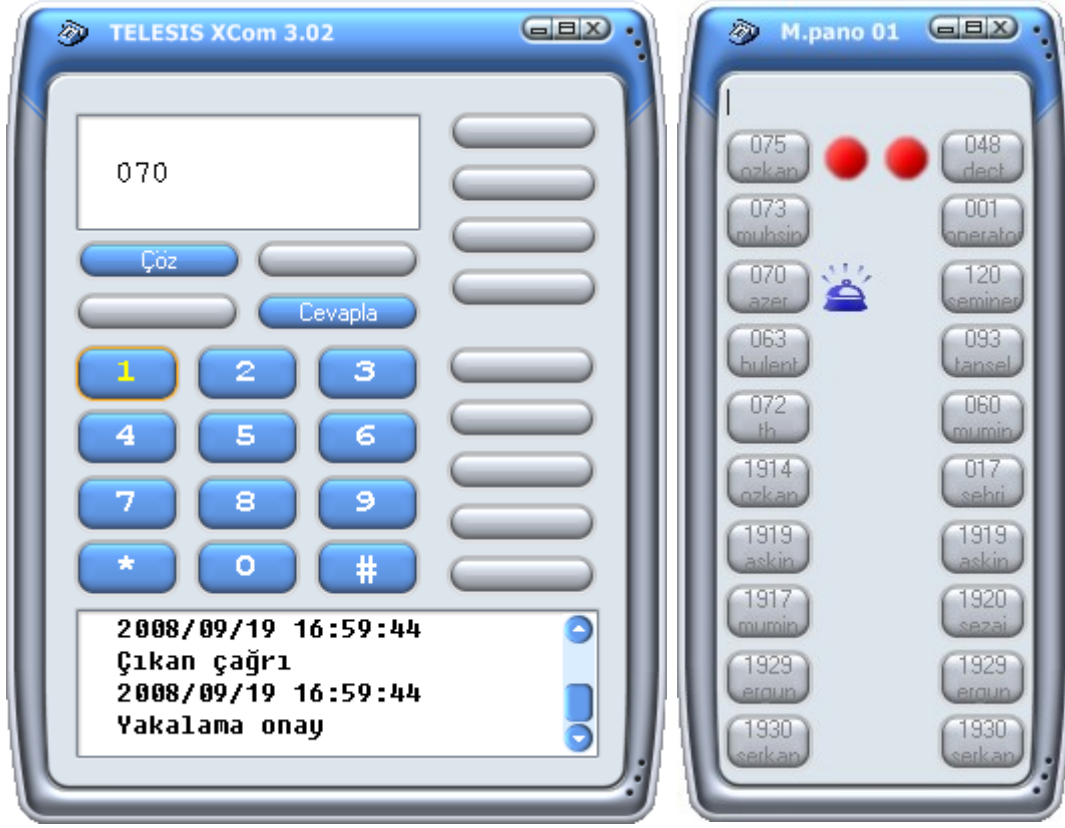 TELESIS XCom 3.02
070
Çöz
Cevapla
1 2 3
4 5 6
7 8 9
* 0 #
2008/09/19 16:59:44
Çıkan çağrı
2008/09/19 16:59:44
Yakalama onay
M.pano 01
075 048
ozkan dect
073 001
muhsin operator
070 120
azer seminer
063 093
bulent tansel
072 060
th mumin
1914 017
ozkan sehri
1919 1919
askin askin
1917 1920
mumin sezai
1929 1929
ergun ergun
1930 1930
serkan serkan